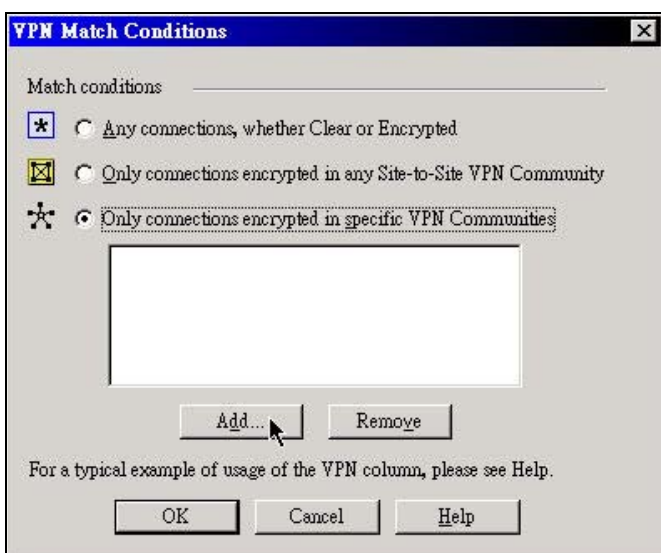 VPN Match Conditions
Match conditions
Any connections, whether Clear or Encrypted
Only connections encrypted in any Site-to-Site VPN Community
Only connections encrypted in specific VPN Communities
Add... Remove
For a typical example of usage of the VPN column, please see Help.
OK Cancel Help